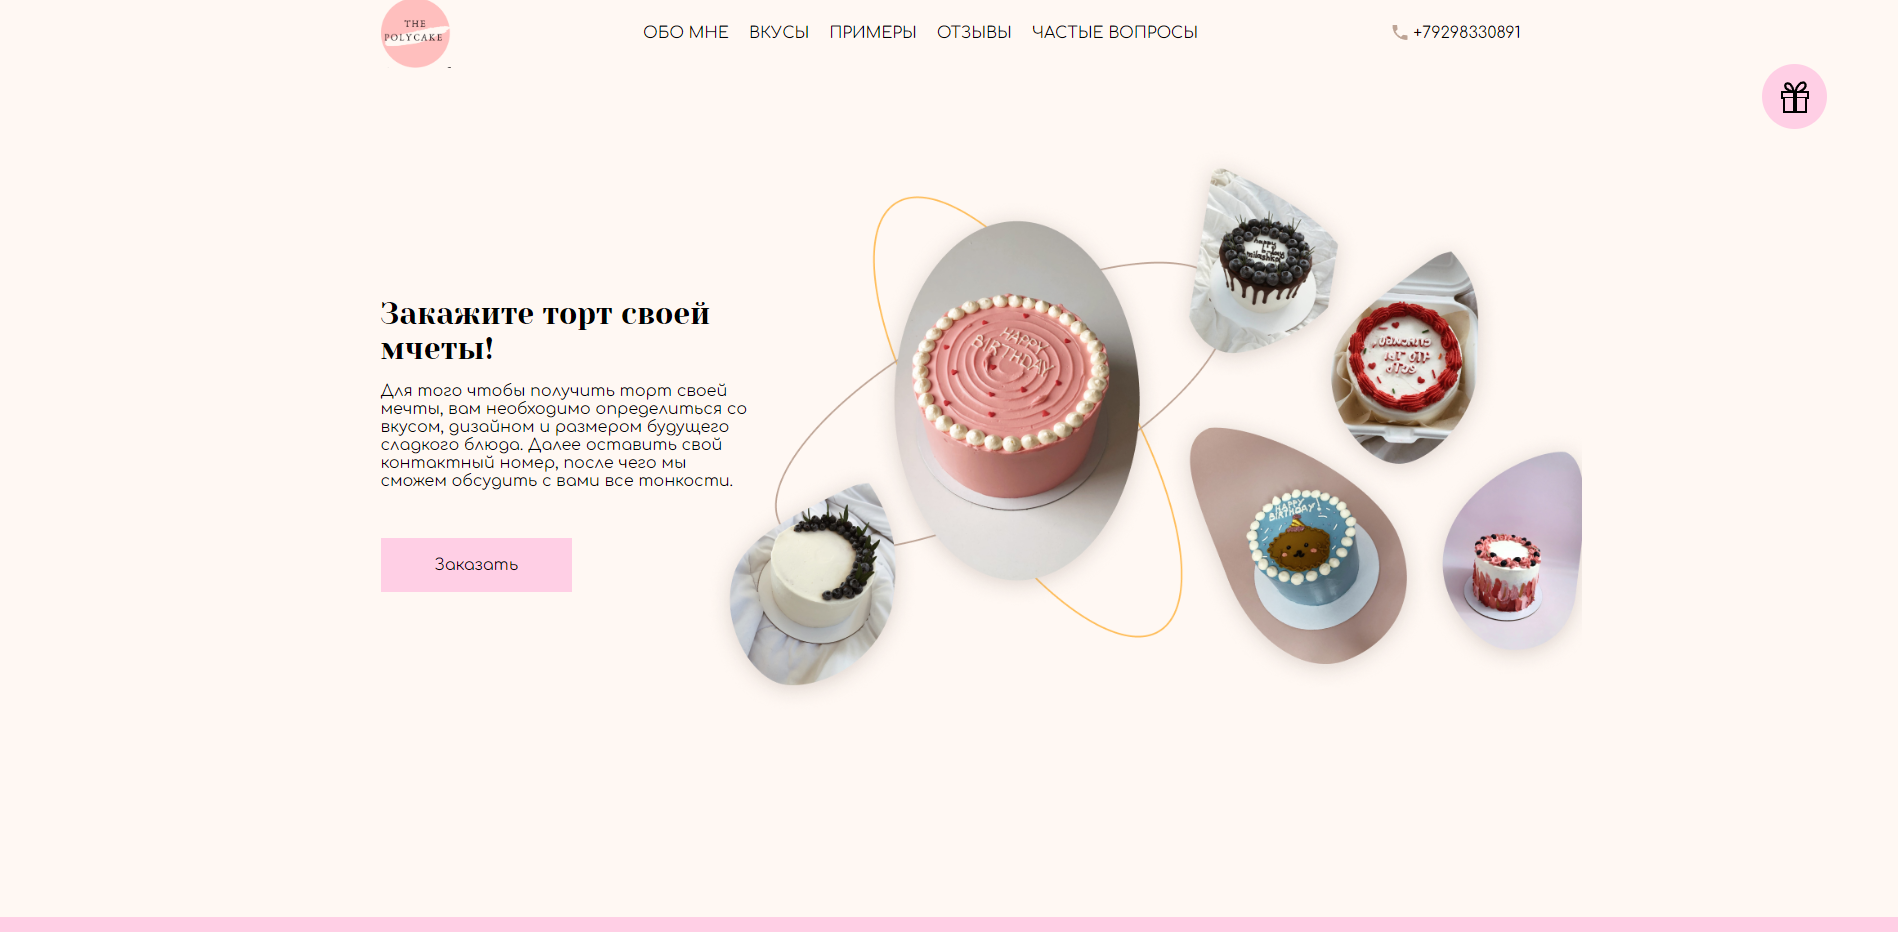 THE
POLYCAKE
ОБО МНЕ ВКУСЫ ПРИМЕРЫ ОТЗЫВЫ ЧАСТЫЕ ВОПРОСЫ
+79298330891
Закажите торт своей
мчеты!
Для того чтобы получить торт своей
мечты, вам необходимо определиться со
вкусом, дизайном и размером будущего
сладкого блюда. Далее оставить свой
контактный номер, после чего мы
сможем обсудить с вами все тонкости.
Заказать
HAPPY
BIRTHDAY
happy
HAPPY
BIRTHDAY!